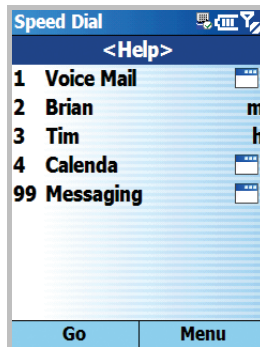 Speed Dial
<Help>
1 Voice Mail
2 Brian m
3 Tim h
4 Calenda
99 Messaging
Go Menu